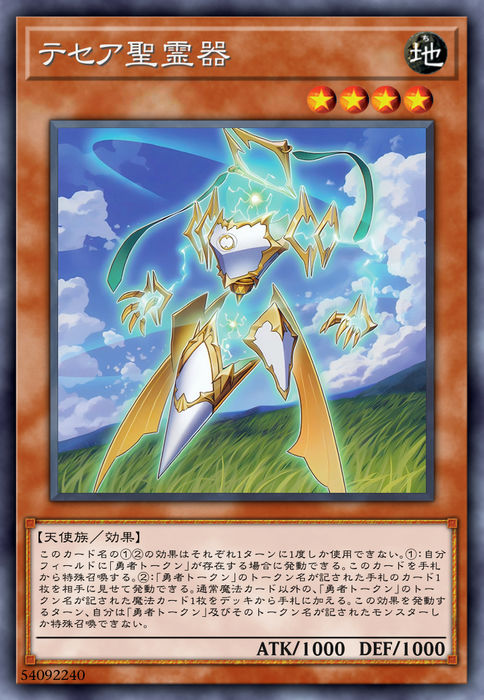 テセア聖霊器
地
ち
【天使族／効果】
このカード名の①②の効果はそれぞれ1ターンに1度しか使用できない。①：自分
フィールドに「勇者トークン」が存在する場合に発動できる。このカードを手札
から特殊召喚する。②：「勇者トークン」のトークン名が記された手札のカード1
枚を相手に見せて発動できる。通常魔法カード以外の、「勇者トークン」のトー
クン名が記された魔法カード1枚をデッキから手札に加える。この効果を発動す
るターン、自分は「勇者トークン」及びそのトークン名が記されたモンスターし
か特殊召喚できない。
ATK/1000 DEF/1000
54092240